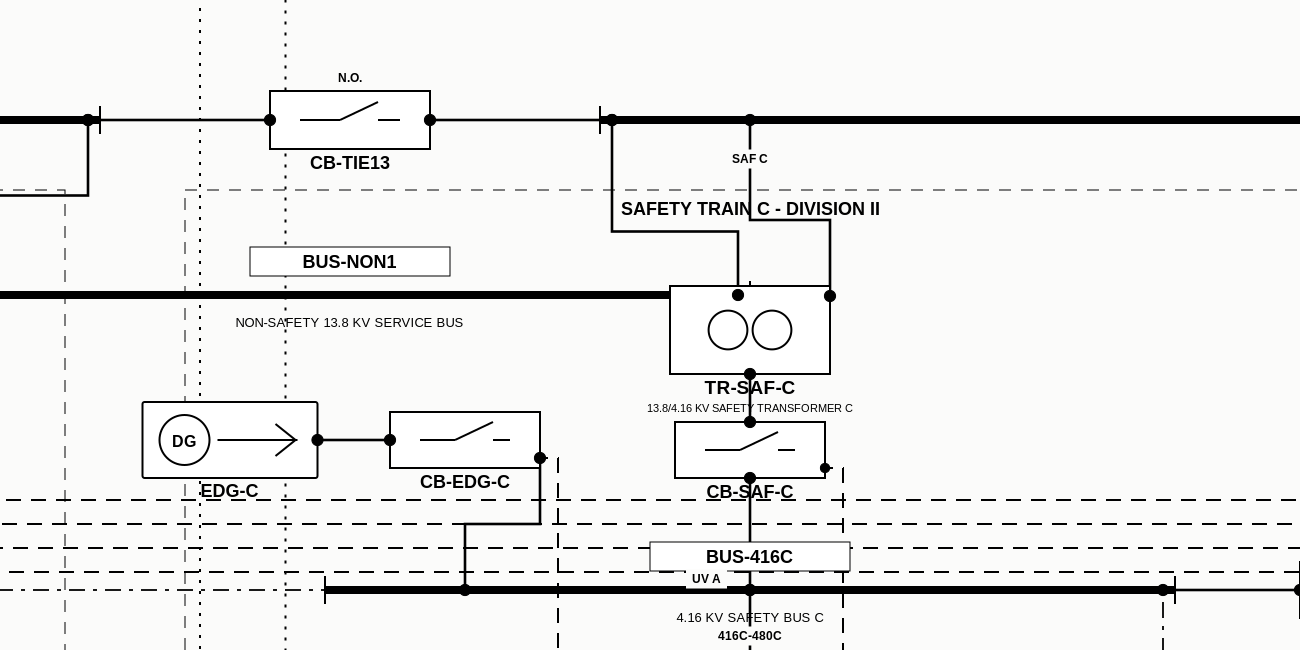 N.O.
CB-TIE13
SAF C
SAFETY TRAIN C - DIVISION II
BUS-NON1
NON-SAFETY 13.8 KV SERVICE BUS
TR-SAF-C
13.8/4.16 KV SAFETY TRANSFORMER C
DG
EDG-C
CB-EDG-C
CB-SAF-C
BUS-416C
UV A
4.16 KV SAFETY BUS C
416C-480C